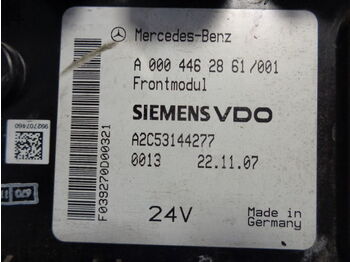 Mercedes-Benz
A 000 446 28 61/001
Frontmodul
SIEMENS VDO
A2C53144277
0013 22.11.07
24V
Made in
Germany
F039270D00321
992707460